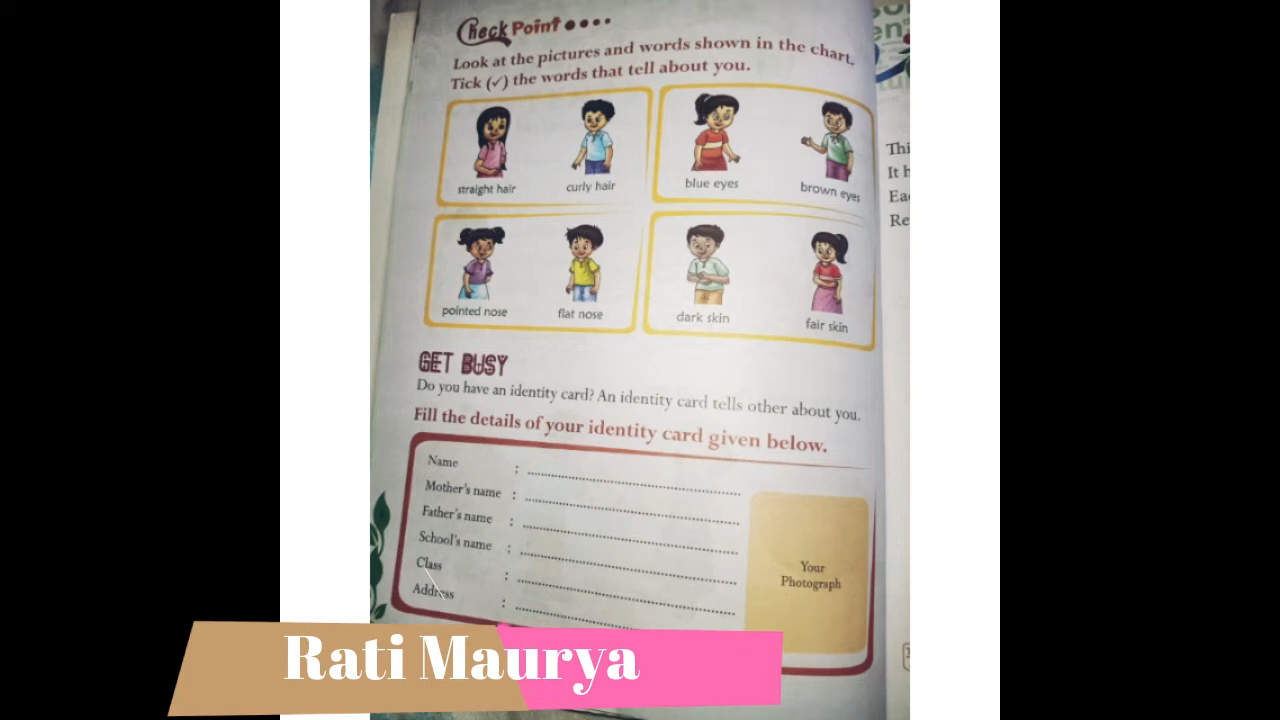 Check Point
Look at the pictures and words shown in the chart.
Tick (✓) the words that tell about you.
straight hair
curly hair
blue eyes
brown eyes
pointed nose
flat nose
dark skin
fair skin
GET BUSY
Do you have an identity card? An identity card tells other about you.
Fill the details of your identity card given below.
Name :
Mother's name :
Father's name :
School's name :
Class :
Address :
Your
Photograph
Rati Maurya